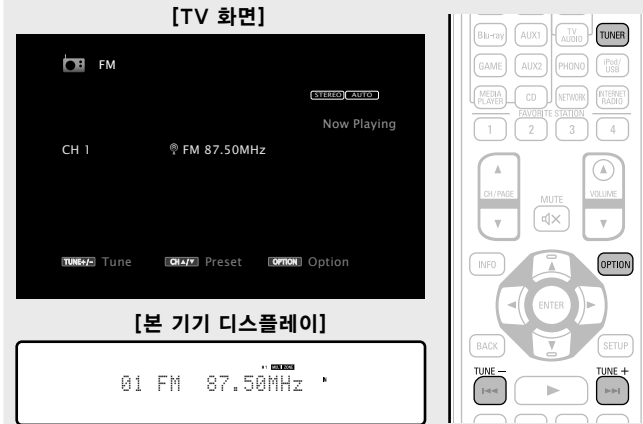 [TV 화면]
FM
STEREO AUTO
Now Playing
CH 1 FM 87.50MHz
TUNE+/- Tune CH▲/▼ Preset OPTION Option
[본 기기 디스플레이]
MULTI ZONE
01 FM 87.50MHz
Blu-ray AUX1 TV AUDIO TUNER
GAME AUX2 PHONO iPod/USB
MEDIA PLAYER CD NETWORK INTERNET RADIO
FAVORITE STATION
1 2 3 4
CH/PAGE MUTE VOLUME
INFO OPTION
ENTER
BACK SETUP
TUNE – TUNE +